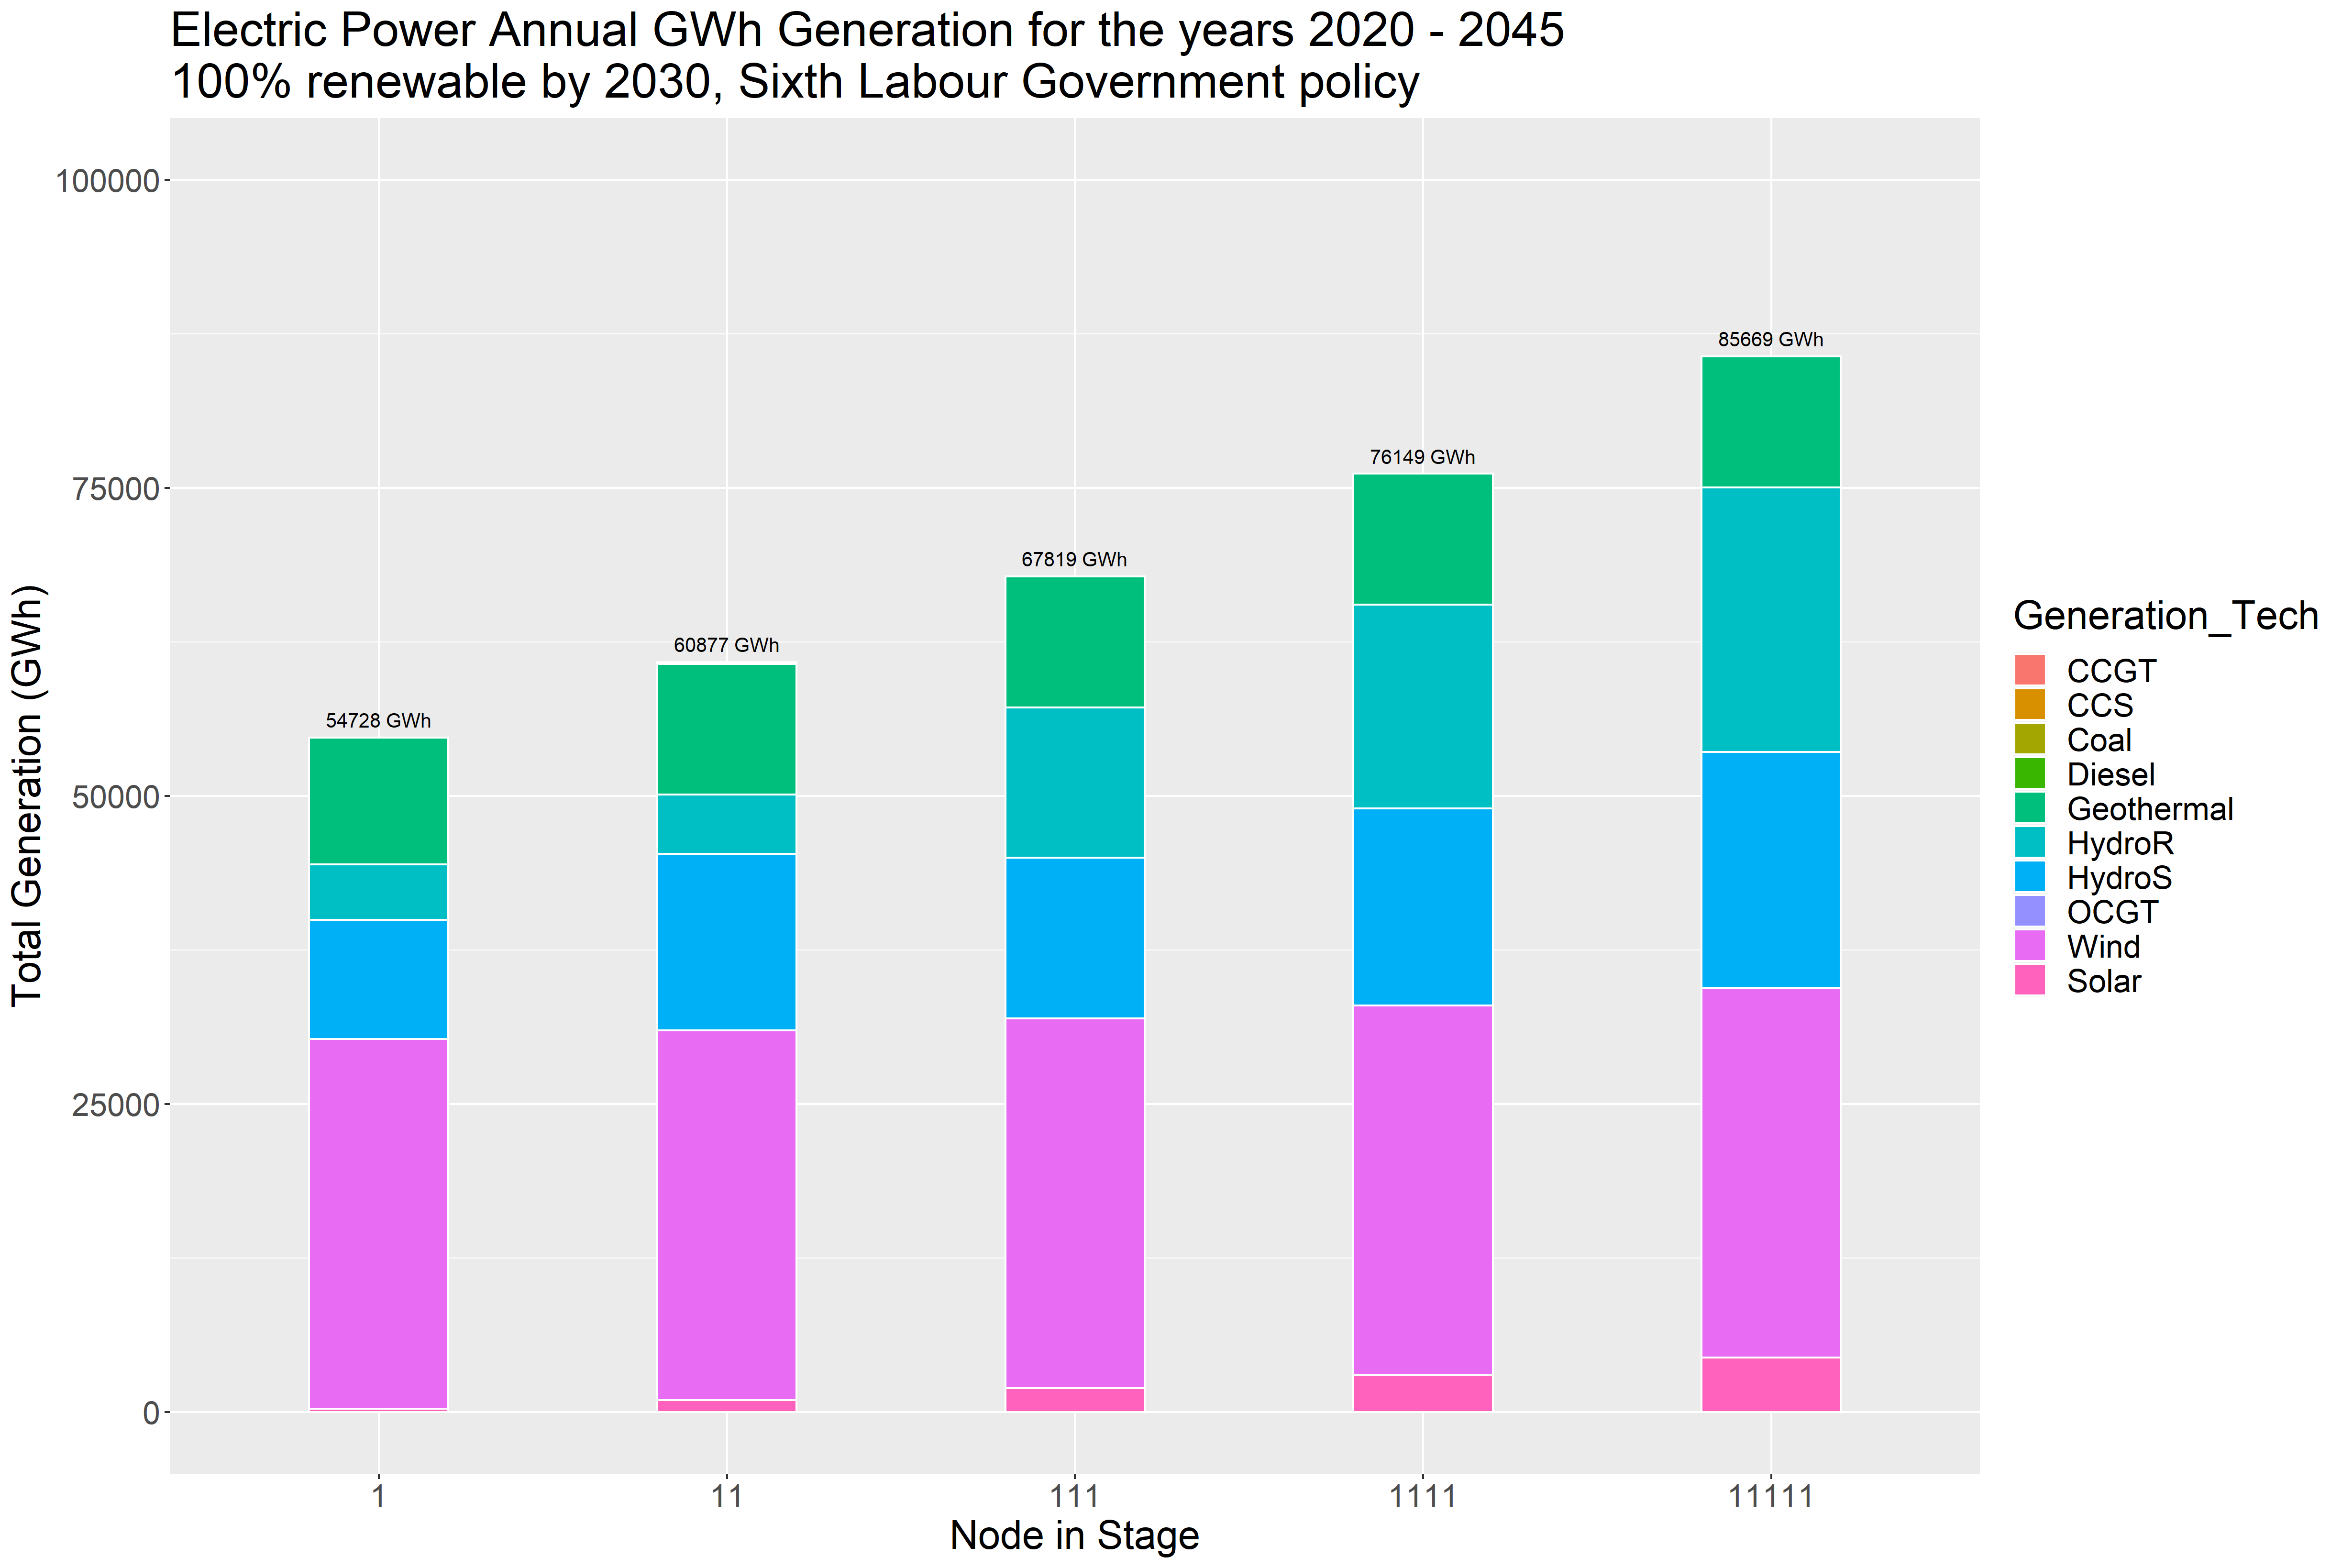 Electric Power Annual GWh Generation for the years 2020 - 2045
100% renewable by 2030, Sixth Labour Government policy
Total Generation (GWh)
100000
75000
50000
25000
0
54728 GWh
60877 GWh
67819 GWh
76149 GWh
85669 GWh
1
11
111
1111
11111
Node in Stage
Generation_Tech
CCGT
CCS
Coal
Diesel
Geothermal
HydroR
HydroS
OCGT
Wind
Solar